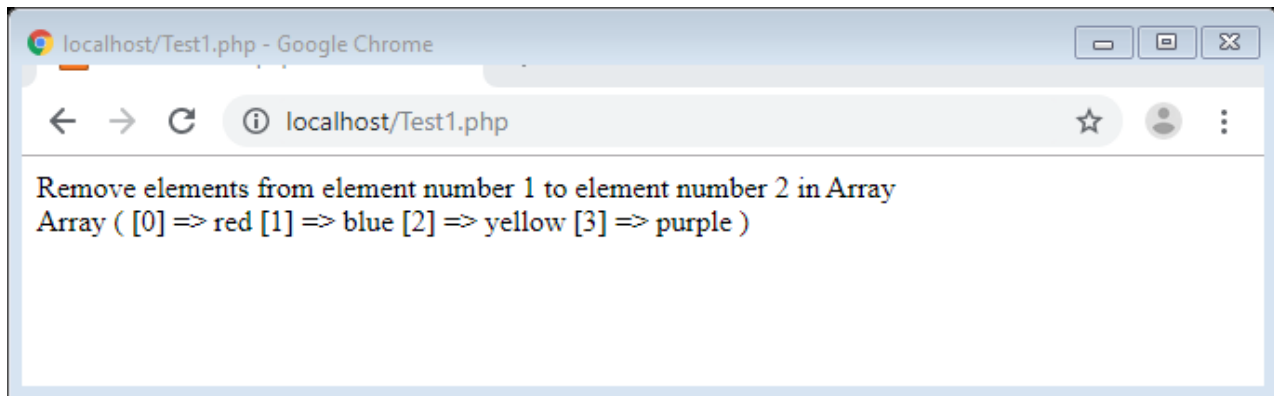 localhost/Test1.php - Google Chrome
localhost/Test1.php
Remove elements from element number 1 to element number 2 in Array
Array ( [0] => red [1] => blue [2] => yellow [3] => purple )